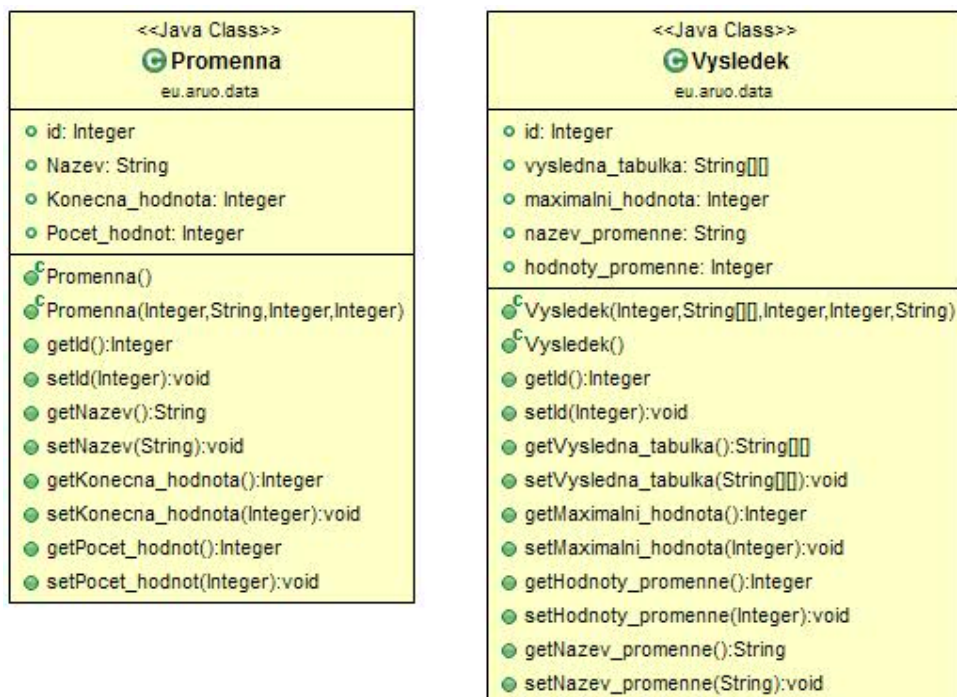 <<Java Class>>
Promenna
eu.aruo.data
id: Integer
Nazev: String
Konecna_hodnota: Integer
Pocet_hodnot: Integer
Promenna()
Promenna(Integer,String,Integer,Integer)
getId():Integer
setId(Integer):void
getNazev():String
setNazev(String):void
getKonecna_hodnota():Integer
setKonecna_hodnota(Integer):void
getPocet_hodnot():Integer
setPocet_hodnot(Integer):void
<<Java Class>>
Vysledek
eu.aruo.data
id: Integer
vysledna_tabulka: String[][]
maximalni_hodnota: Integer
nazev_promenne: String
hodnoty_promenne: Integer
Vysledek(Integer,String[][],Integer,Integer,String)
Vysledek()
getId():Integer
setId(Integer):void
getVysledna_tabulka():String[][]
setVysledna_tabulka(String[][]):void
getMaximalni_hodnota():Integer
setMaximalni_hodnota(Integer):void
getHodnoty_promenne():Integer
setHodnoty_promenne(Integer):void
getNazev_promenne():String
setNazev_promenne(String):void